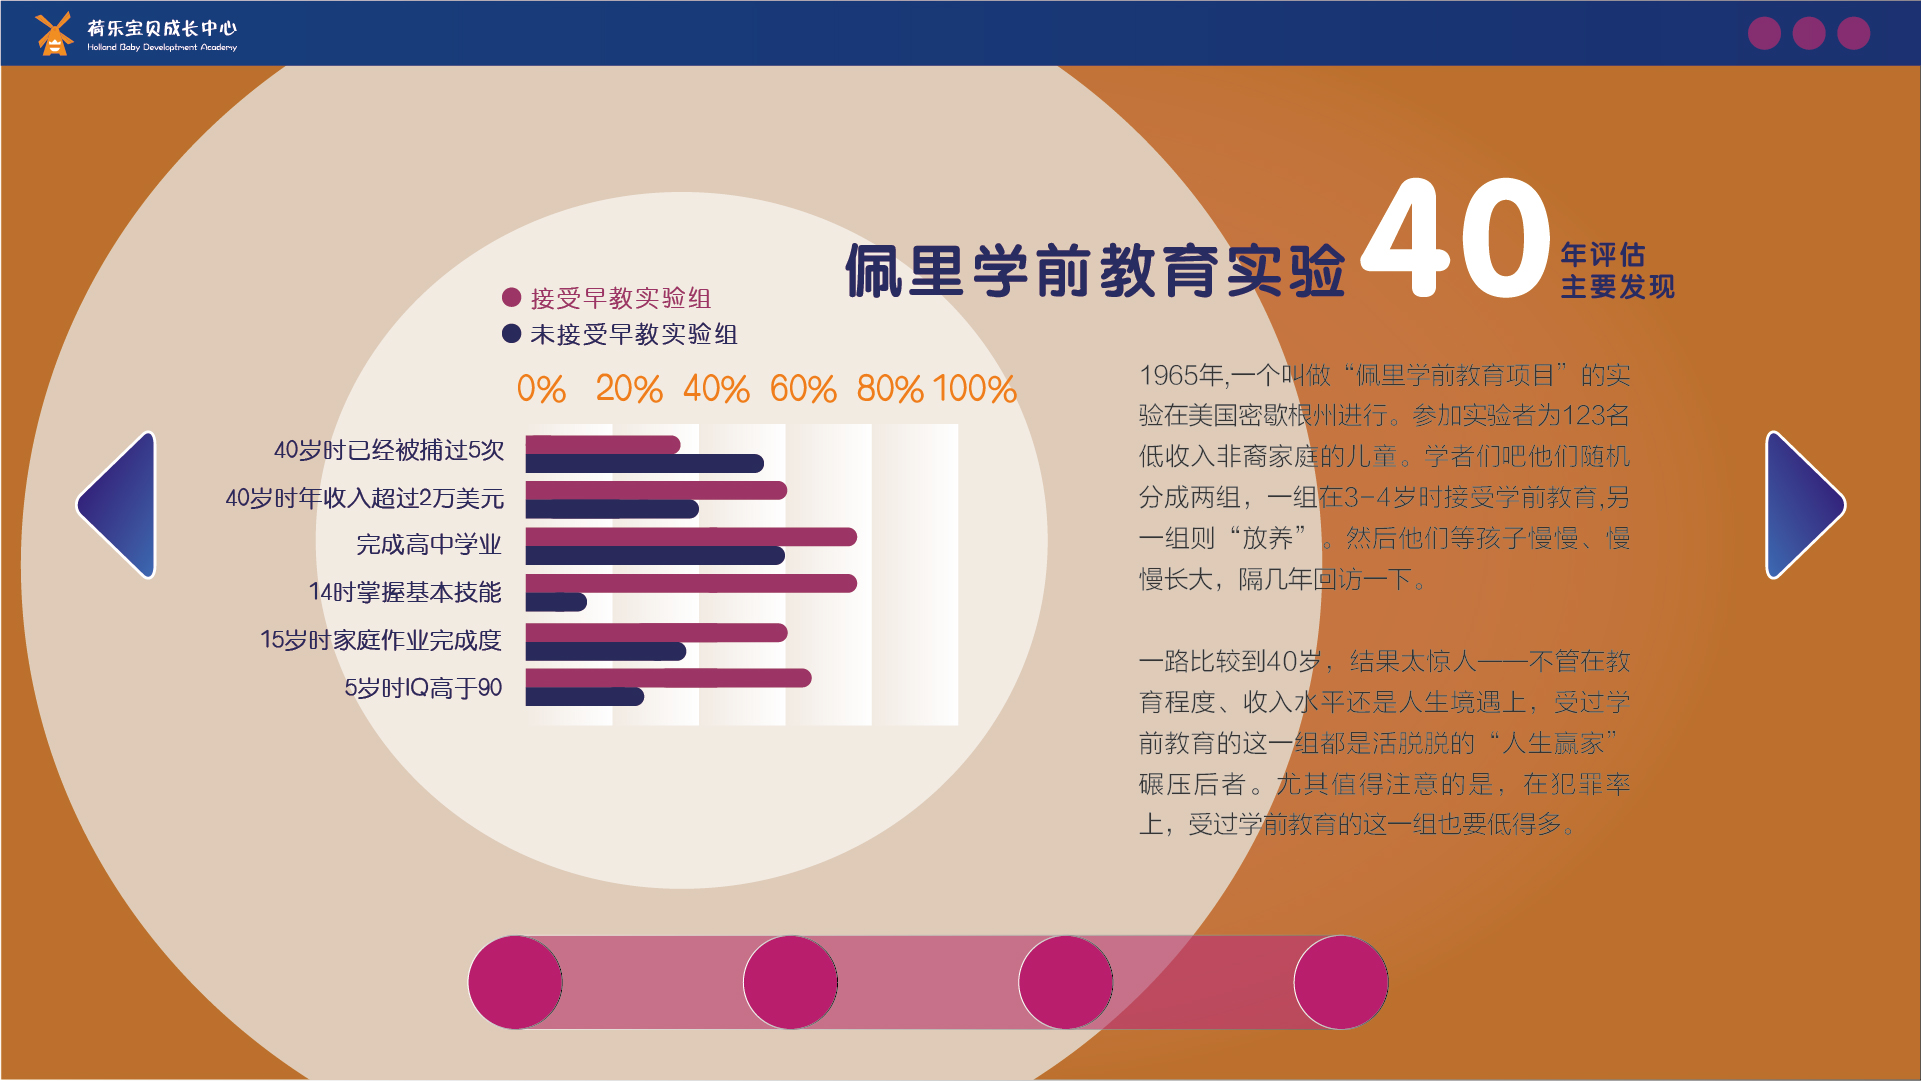 荷乐宝贝成长中心
Holland Baby Development Academy
佩里学前教育实验40年评估
主要发现
接受早教实验组
未接受早教实验组
0% 20% 40% 60% 80% 100%
40岁时已经被捕过5次
40岁时年收入超过2万美元
完成高中学业
14时掌握基本技能
15岁时家庭作业完成度
5岁时IQ高于90
1965年,一个叫做“佩里学前教育项目”的实
验在美国密歇根州进行。参加实验者为123名
低收入非裔家庭的儿童。学者们吧他们随机
分成两组，一组在3-4岁时接受学前教育,另
一组则“放养”。然后他们等孩子慢慢、慢
慢长大，隔几年回访一下。
一路比较到40岁，结果太惊人——不管在教
育程度、收入水平还是人生境遇上，受过学
前教育的这一组都是活脱脱的“人生赢家”
碾压后者。尤其值得注意的是，在犯罪率
上，受过学前教育的这一组也要低得多。